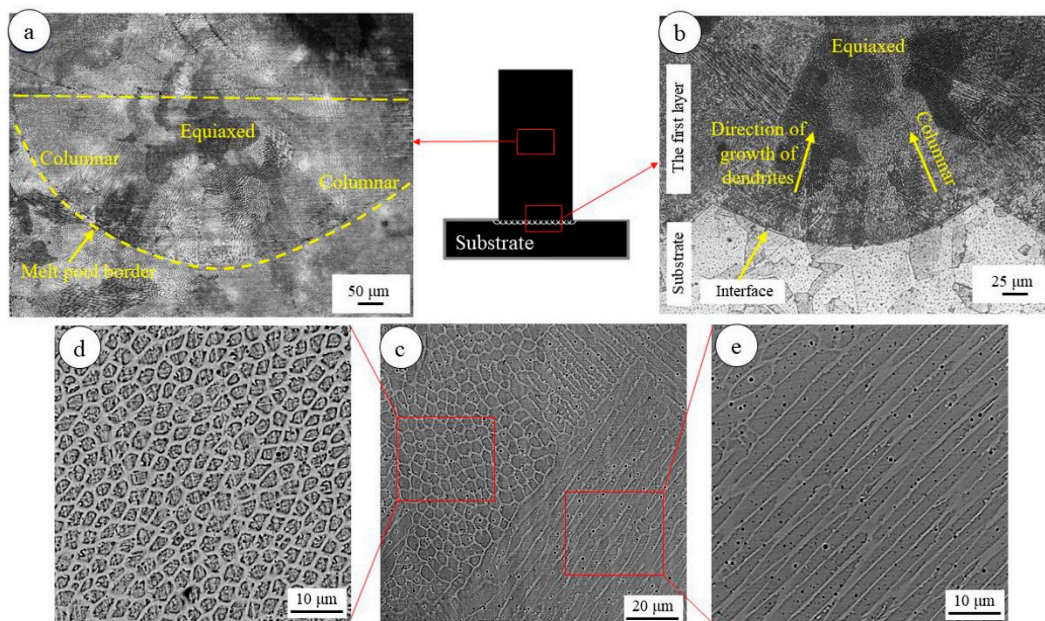 a
Equiaxed
Columnar
Columnar
Melt pool border
50 μm
Substrate
b
Equiaxed
The first layer
Direction of
growth of
dendrites
Columnar
Substrate
Interface
25 μm
d
10 μm
c
20 μm
e
10 μm